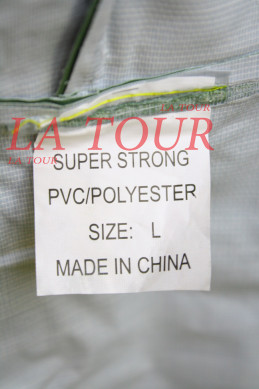 LA TOUR
LA TOUR
LA TOUR
SUPER STRONG
PVC/POLYESTER
SIZE: L
MADE IN CHINA